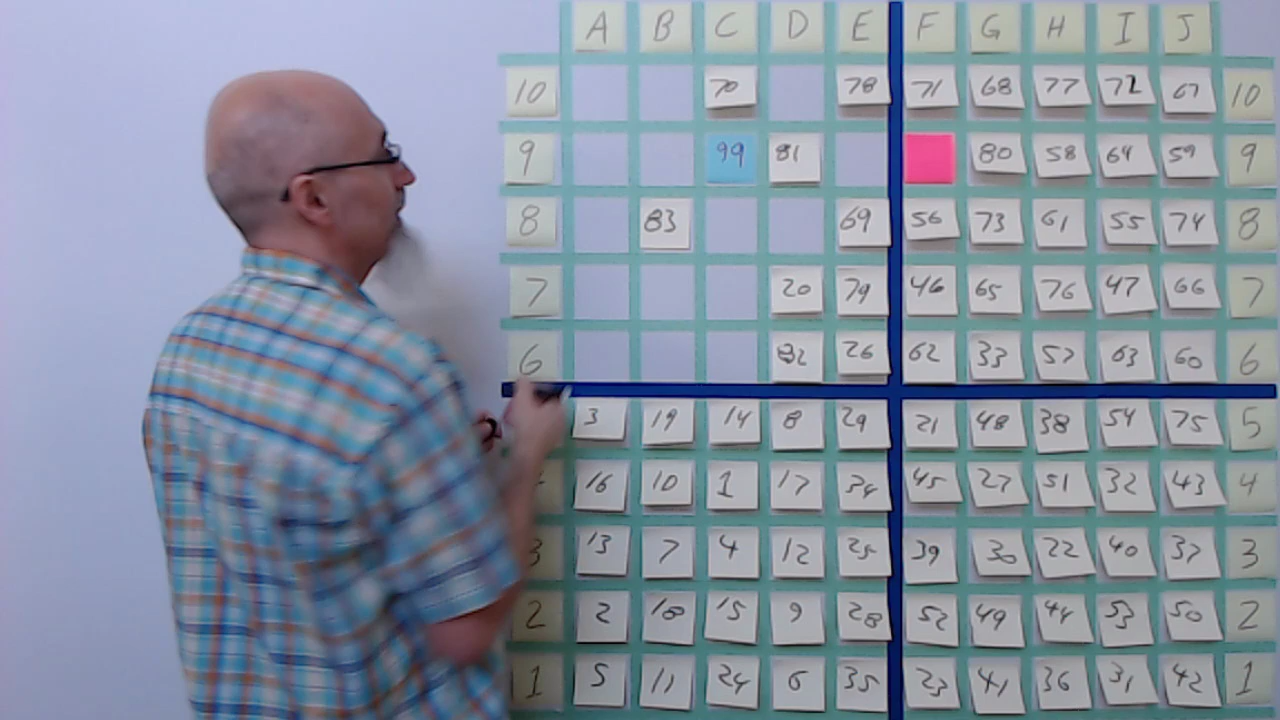 A B C D E F G H I J
10 70 78 71 68 77 72 67 10
9 99 81 80 58 64 59 9
8 83 69 56 73 61 55 74 8
7 20 79 46 65 76 47 66 7
6 82 26 62 33 57 63 60 6
3 19 14 8 29 21 48 38 54 75 5
16 10 1 17 34 45 27 51 32 43 4
3 13 7 4 12 25 39 30 22 40 37 3
2 2 18 15 9 28 52 49 44 53 50 2
1 5 11 24 6 35 23 41 36 31 42 1